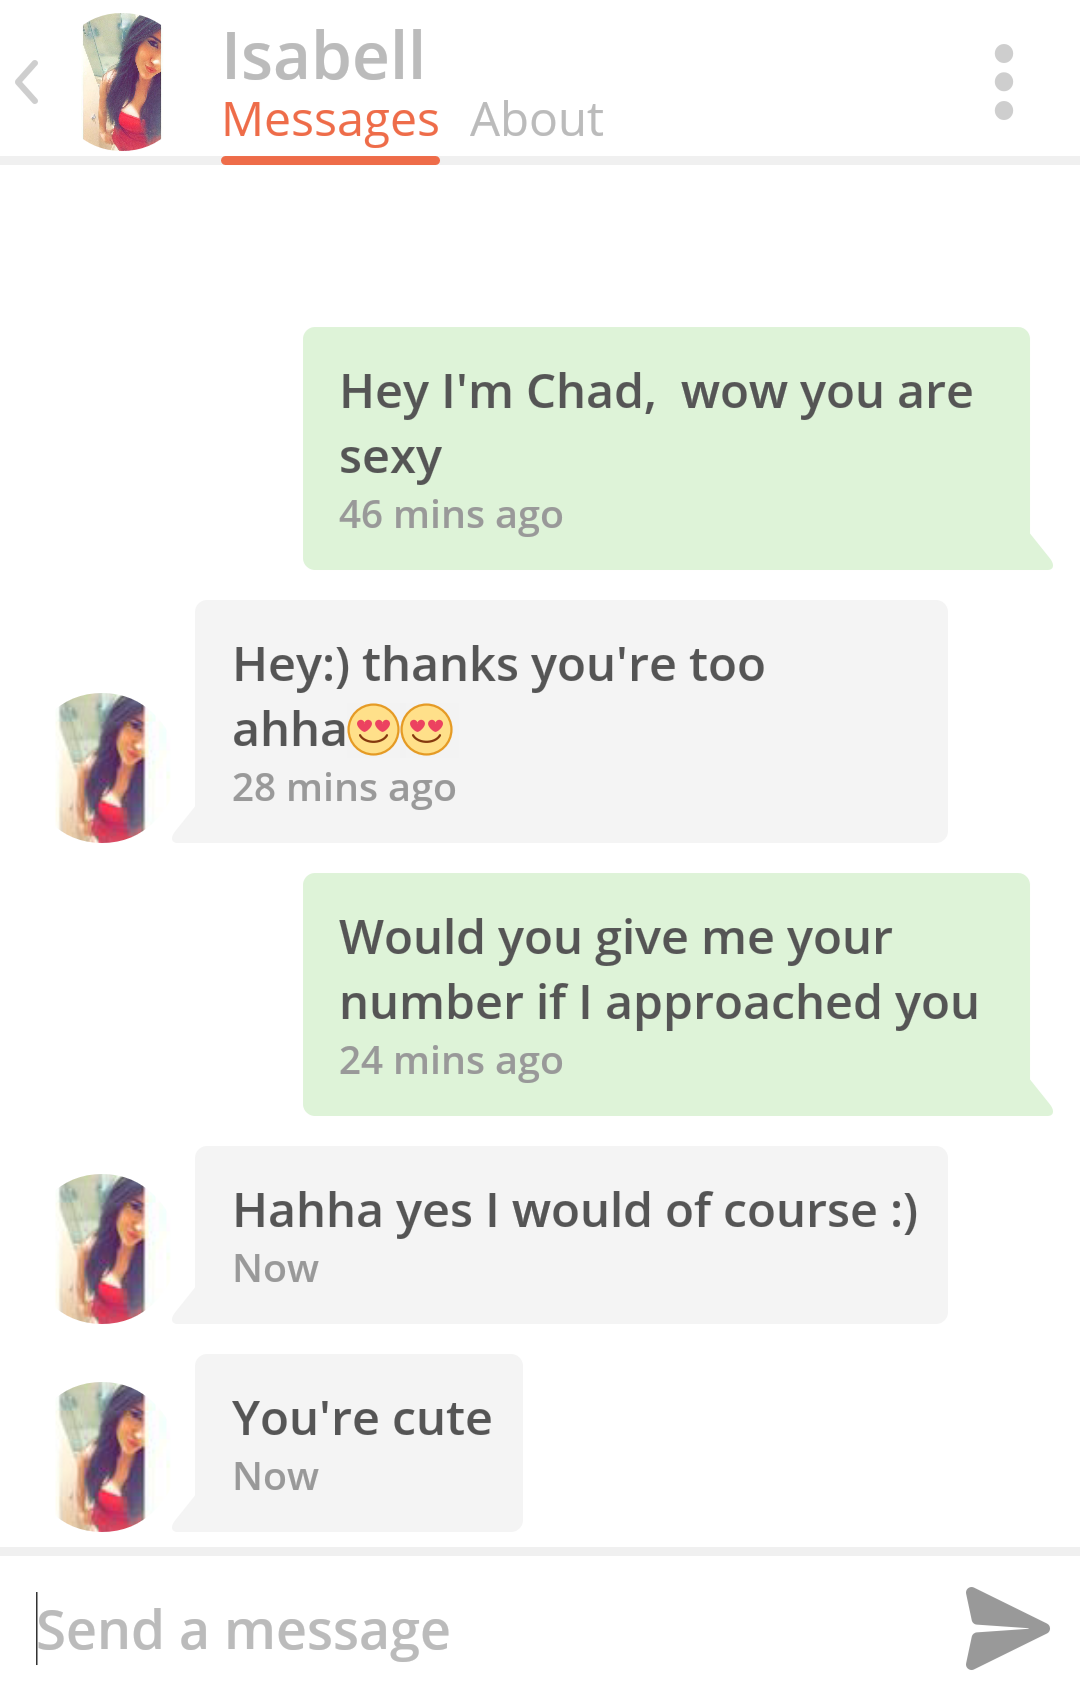 Isabell
Messages About
Hey I'm Chad,  wow you are
sexy
46 mins ago
Hey:) thanks you're too
ahha😍😍
28 mins ago
Would you give me your
number if I approached you
24 mins ago
Hahha yes I would of course :)
Now
You're cute
Now
Send a message